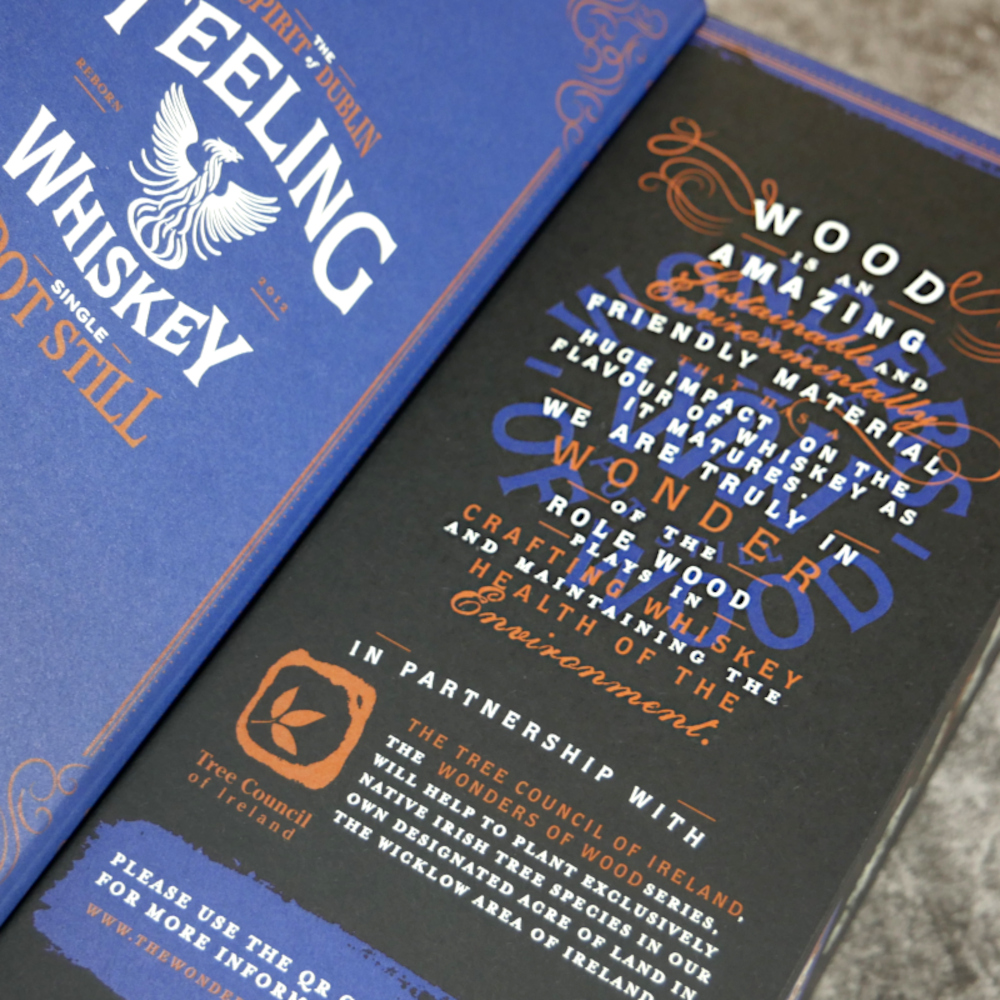 THE
SPIRIT of DUBLIN
TEELING
REBORN
2012
WHISKEY
SINGLE
POT STILL
WOOD
IS AN
AMAZING
Sustainable AND
Environmentally
FRIENDLY MATERIAL
THAT HAS A
HUGE IMPACT ON THE
FLAVOUR OF WHISKEY AS
IT MATURES.
WE ARE TRULY IN
WONDER
OF THE
ROLE WOOD
PLAYS IN
CRAFTING WHISKEY
AND MAINTAINING THE
HEALTH OF THE
Environment.
WONDERS
OF
WOOD
IN PARTNERSHIP WITH
THE TREE COUNCIL OF IRELAND,
THE WONDERS OF WOOD SERIES,
WILL HELP TO PLANT EXCLUSIVELY
NATIVE IRISH TREE SPECIES IN OUR
OWN DESIGNATED ACRE OF LAND IN
THE WICKLOW AREA OF IRELAND
Tree Council
of Ireland
PLEASE USE THE QR
FOR MORE INFORM
WWW.THEWONDE